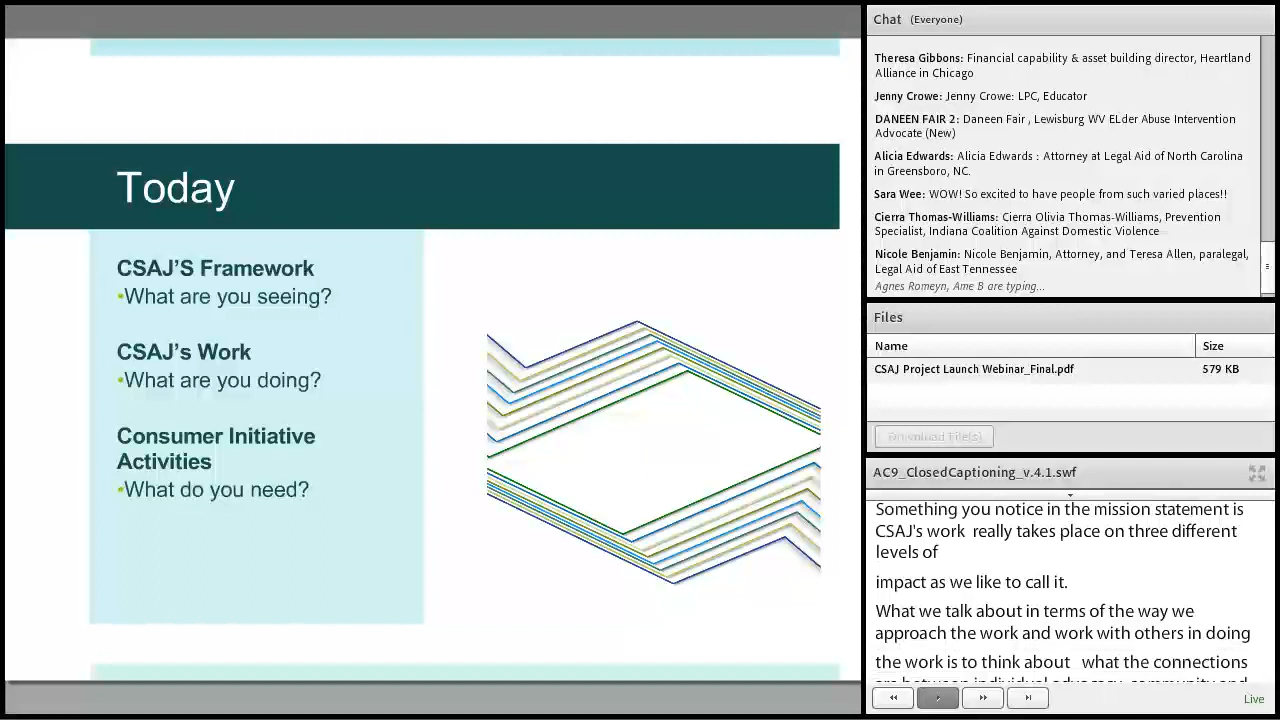 Today
CSAJ'S Framework
•What are you seeing?
CSAJ's Work
•What are you doing?
Consumer Initiative
Activities
•What do you need?
Chat (Everyone)
Theresa Gibbons: Financial capability & asset building director, Heartland
Alliance in Chicago
Jenny Crowe: Jenny Crowe: LPC, Educator
DANEEN FAIR 2: Daneen Fair , Lewisburg WV ELder Abuse Intervention
Advocate (New)
Alicia Edwards: Alicia Edwards : Attorney at Legal Aid of North Carolina
in Greensboro, NC.
Sara Wee: WOW! So excited to have people from such varied places!!
Cierra Thomas-Williams: Cierra Olivia Thomas-Williams, Prevention
Specialist, Indiana Coalition Against Domestic Violence
Nicole Benjamin: Nicole Benjamin, Attorney, and Teresa Allen, paralegal,
Legal Aid of East Tennessee
Agnes Romeyn, Ame B are typing...
Files
Name Size
CSAJ Project Launch Webinar_Final.pdf 579 KB
Download File(s)
AC9_ClosedCaptioning_v.4.1.swf
Something you notice in the mission statement is
CSAJ's work really takes place on three different
levels of
impact as we like to call it.
What we talk about in terms of the way we
approach the work and work with others in doing
the work is to think about what the connections
are between individual advocacy, community and
Live